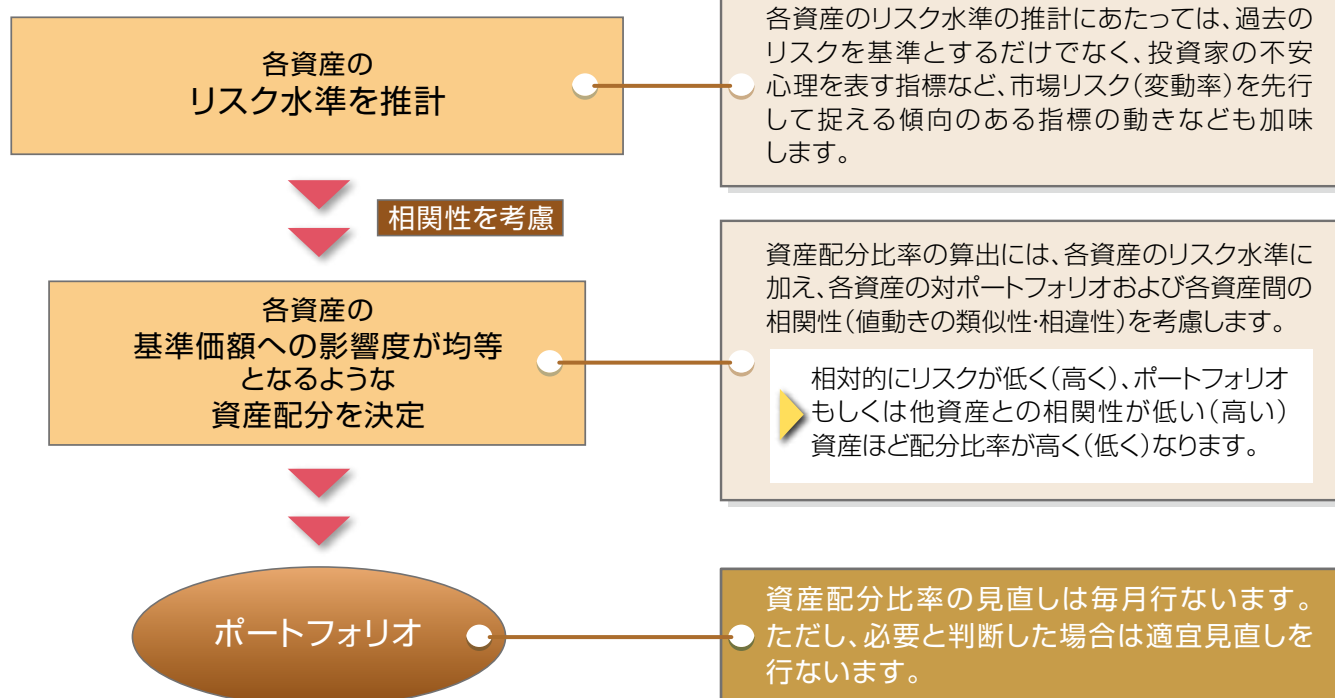 各資産の
リスク水準を推計
各資産のリスク水準の推計にあたっては、過去の
リスクを基準とするだけでなく、投資家の不安
心理を表す指標など、市場リスク(変動率)を先行
して捉える傾向のある指標の動きなども加味
します。
相関性を考慮
各資産の
基準価額への影響度が均等
となるような
資産配分を決定
資産配分比率の算出には、各資産のリスク水準に
加え、各資産の対ポートフォリオおよび各資産間の
相関性(値動きの類似性・相違性)を考慮します。
相対的にリスクが低く(高く)、ポートフォリオ
もしくは他資産との相関性が低い(高い)
資産ほど配分比率が高く(低く)なります。
ポートフォリオ
資産配分比率の見直しは毎月行ないます。
ただし、必要と判断した場合は適宜見直しを
行ないます。